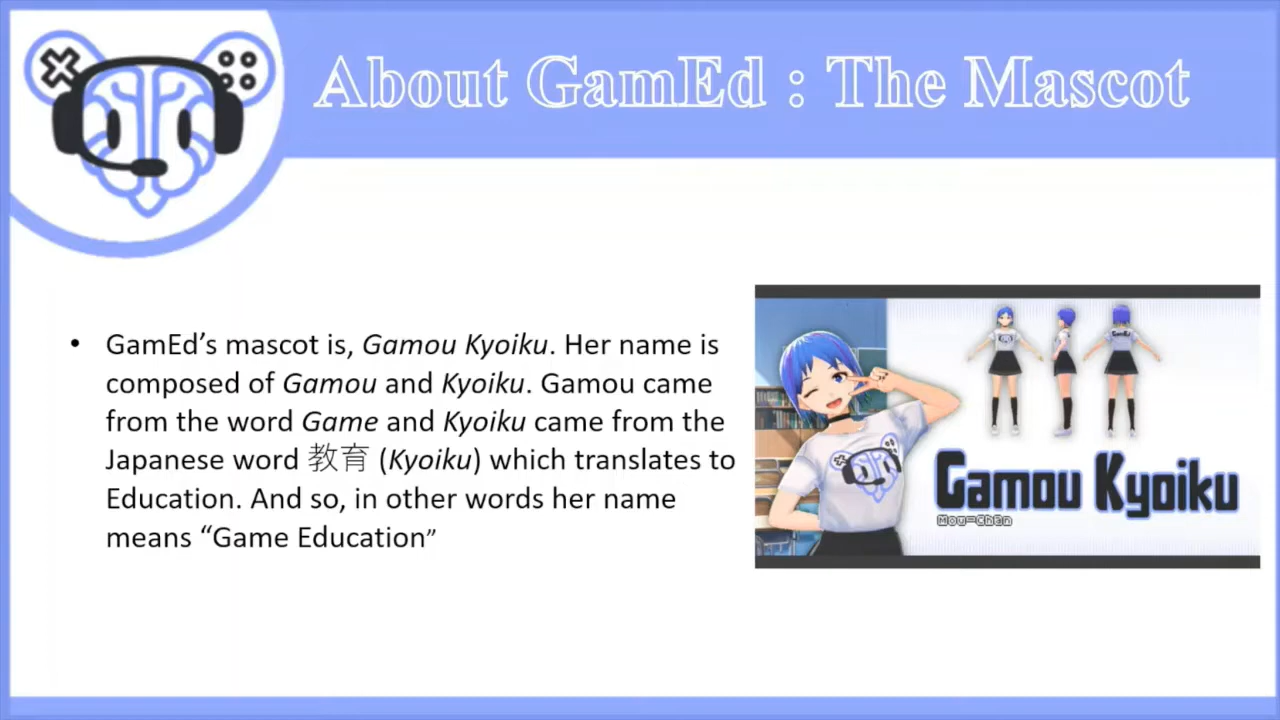 About GamEd : The Mascot
• GamEd’s mascot is, Gamou Kyoiku. Her name is
composed of Gamou and Kyoiku. Gamou came
from the word Game and Kyoiku came from the
Japanese word 教育 (Kyoiku) which translates to
Education. And so, in other words her name
means “Game Education”
Gamou Kyoiku
Mou-Chan